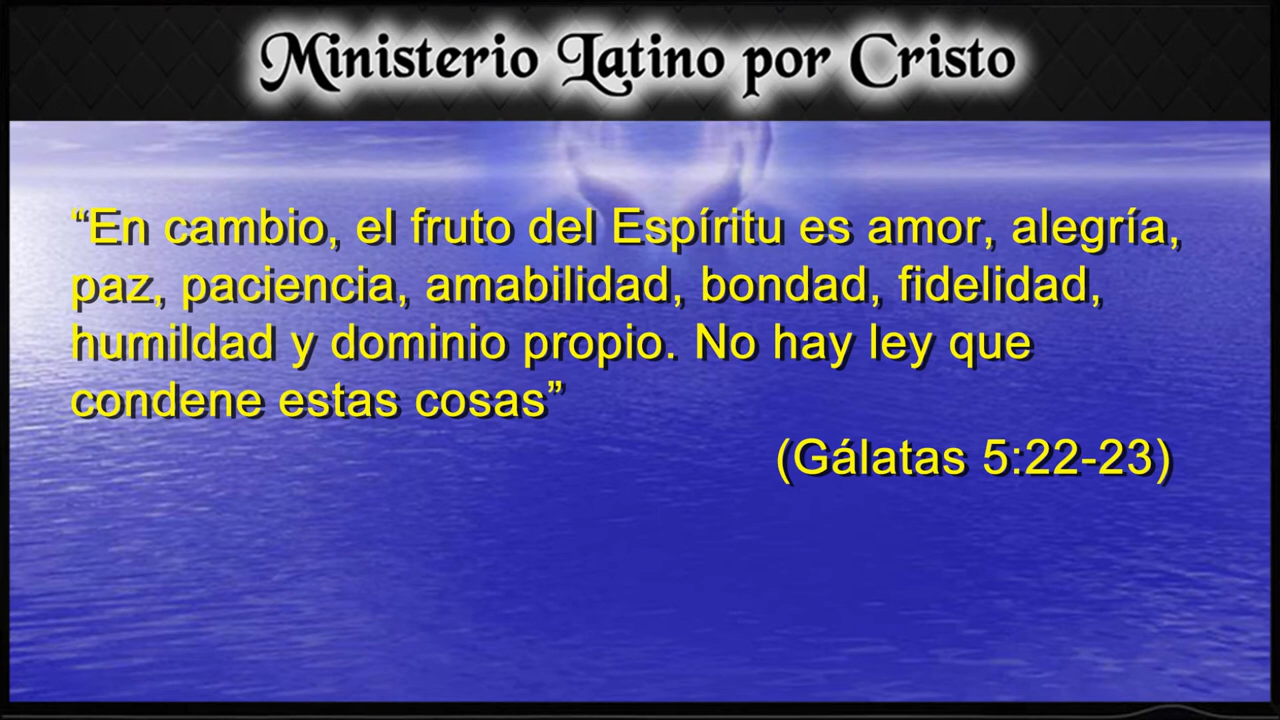 Ministerio Latino por Cristo
“En cambio, el fruto del Espíritu es amor, alegría,
paz, paciencia, amabilidad, bondad, fidelidad,
humildad y dominio propio. No hay ley que
condene estas cosas”
(Gálatas 5:22-23)